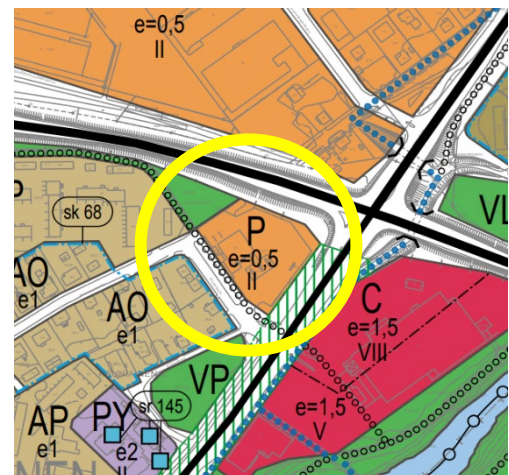 e=0,5
II
P
sk 68
P
e=0,5
II
VL
AO
e1
AO
e1
C
e=1,5
VIII
VP
AP
e1
PY
sr 145
e2
II
e=1,5
V